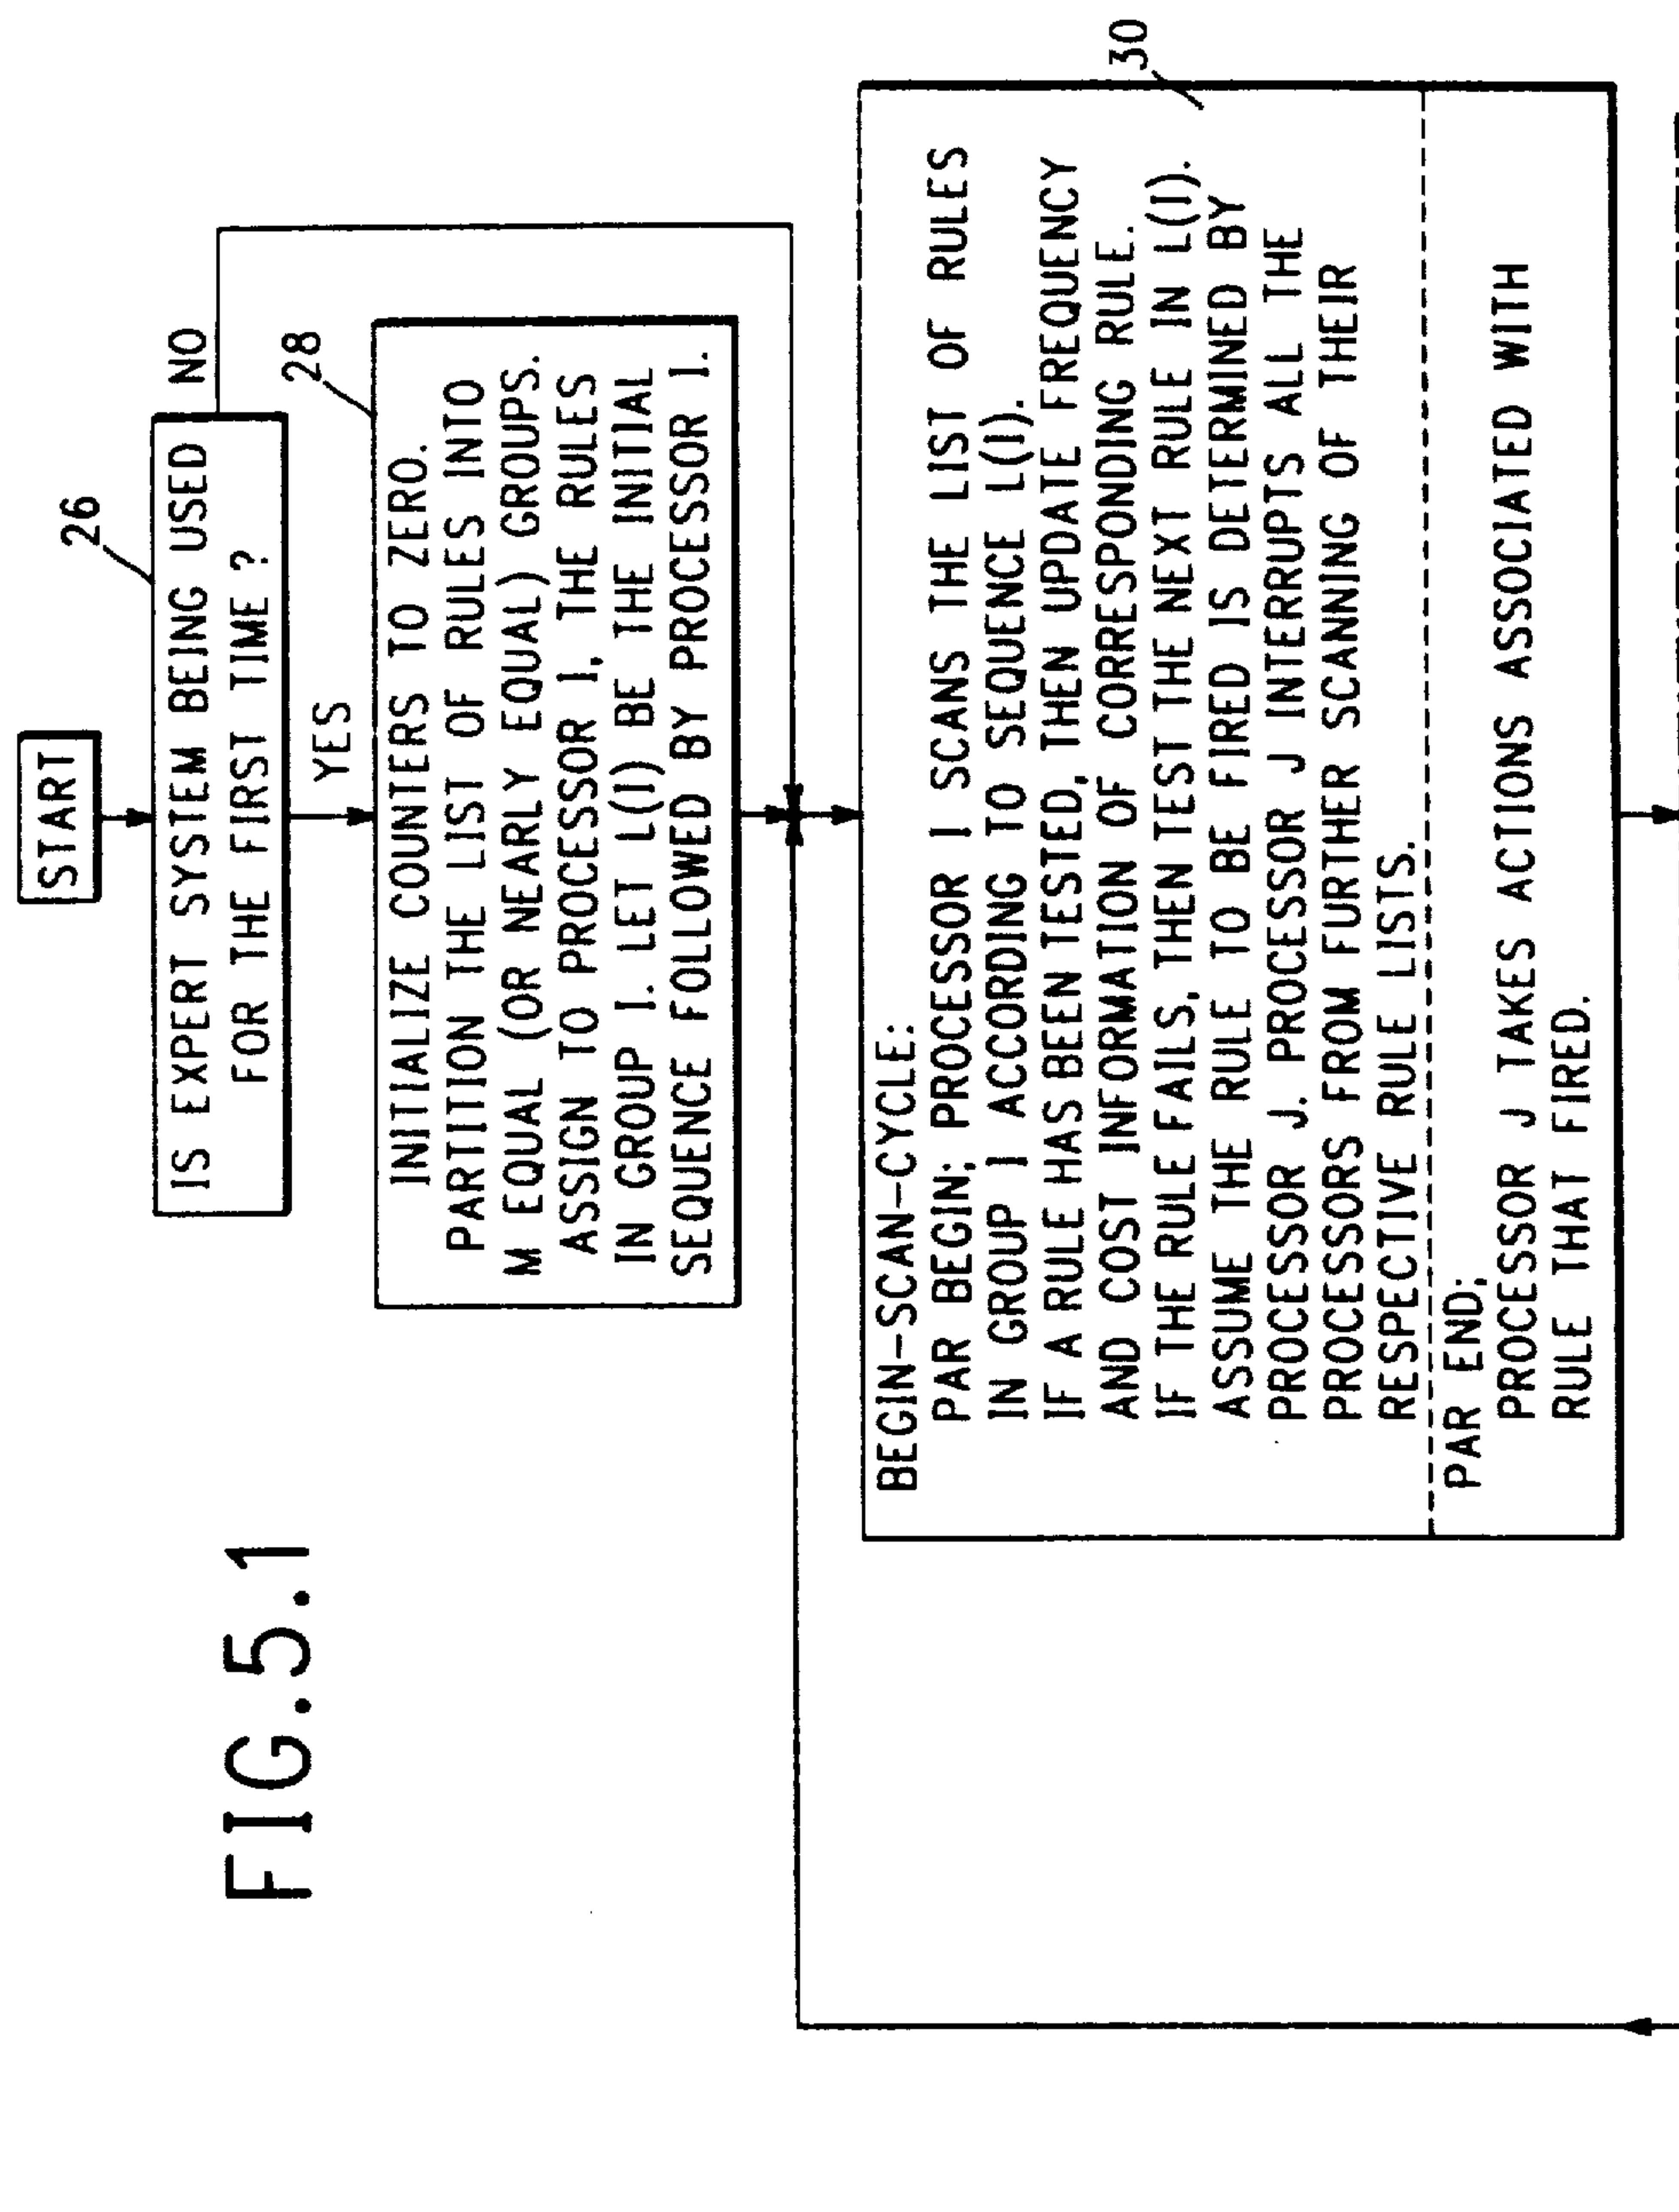 FIG.5.1
START
26
IS EXPERT SYSTEM BEING USED
FOR THE FIRST TIME ?
NO
YES
28
INITIALIZE COUNTERS TO ZERO.
PARTITION THE LIST OF RULES INTO
M EQUAL (OR NEARLY EQUAL) GROUPS.
ASSIGN TO PROCESSOR I, THE RULES
IN GROUP I. LET L(I) BE THE INITIAL
SEQUENCE FOLLOWED BY PROCESSOR I.
30
BEGIN-SCAN-CYCLE:
PAR BEGIN; PROCESSOR I SCANS THE LIST OF RULES
IN GROUP I ACCORDING TO SEQUENCE L(I).
IF A RULE HAS BEEN TESTED, THEN UPDATE FREQUENCY
AND COST INFORMATION OF CORRESPONDING RULE.
IF THE RULE FAILS, THEN TEST THE NEXT RULE IN L(I).
ASSUME THE RULE TO BE FIRED IS DETERMINED BY
PROCESSOR J. PROCESSOR J INTERRUPTS ALL THE
PROCESSORS FROM FURTHER SCANNING OF THEIR
RESPECTIVE RULE LISTS.
PAR END;
PROCESSOR J TAKES ACTIONS ASSOCIATED WITH
RULE THAT FIRED.